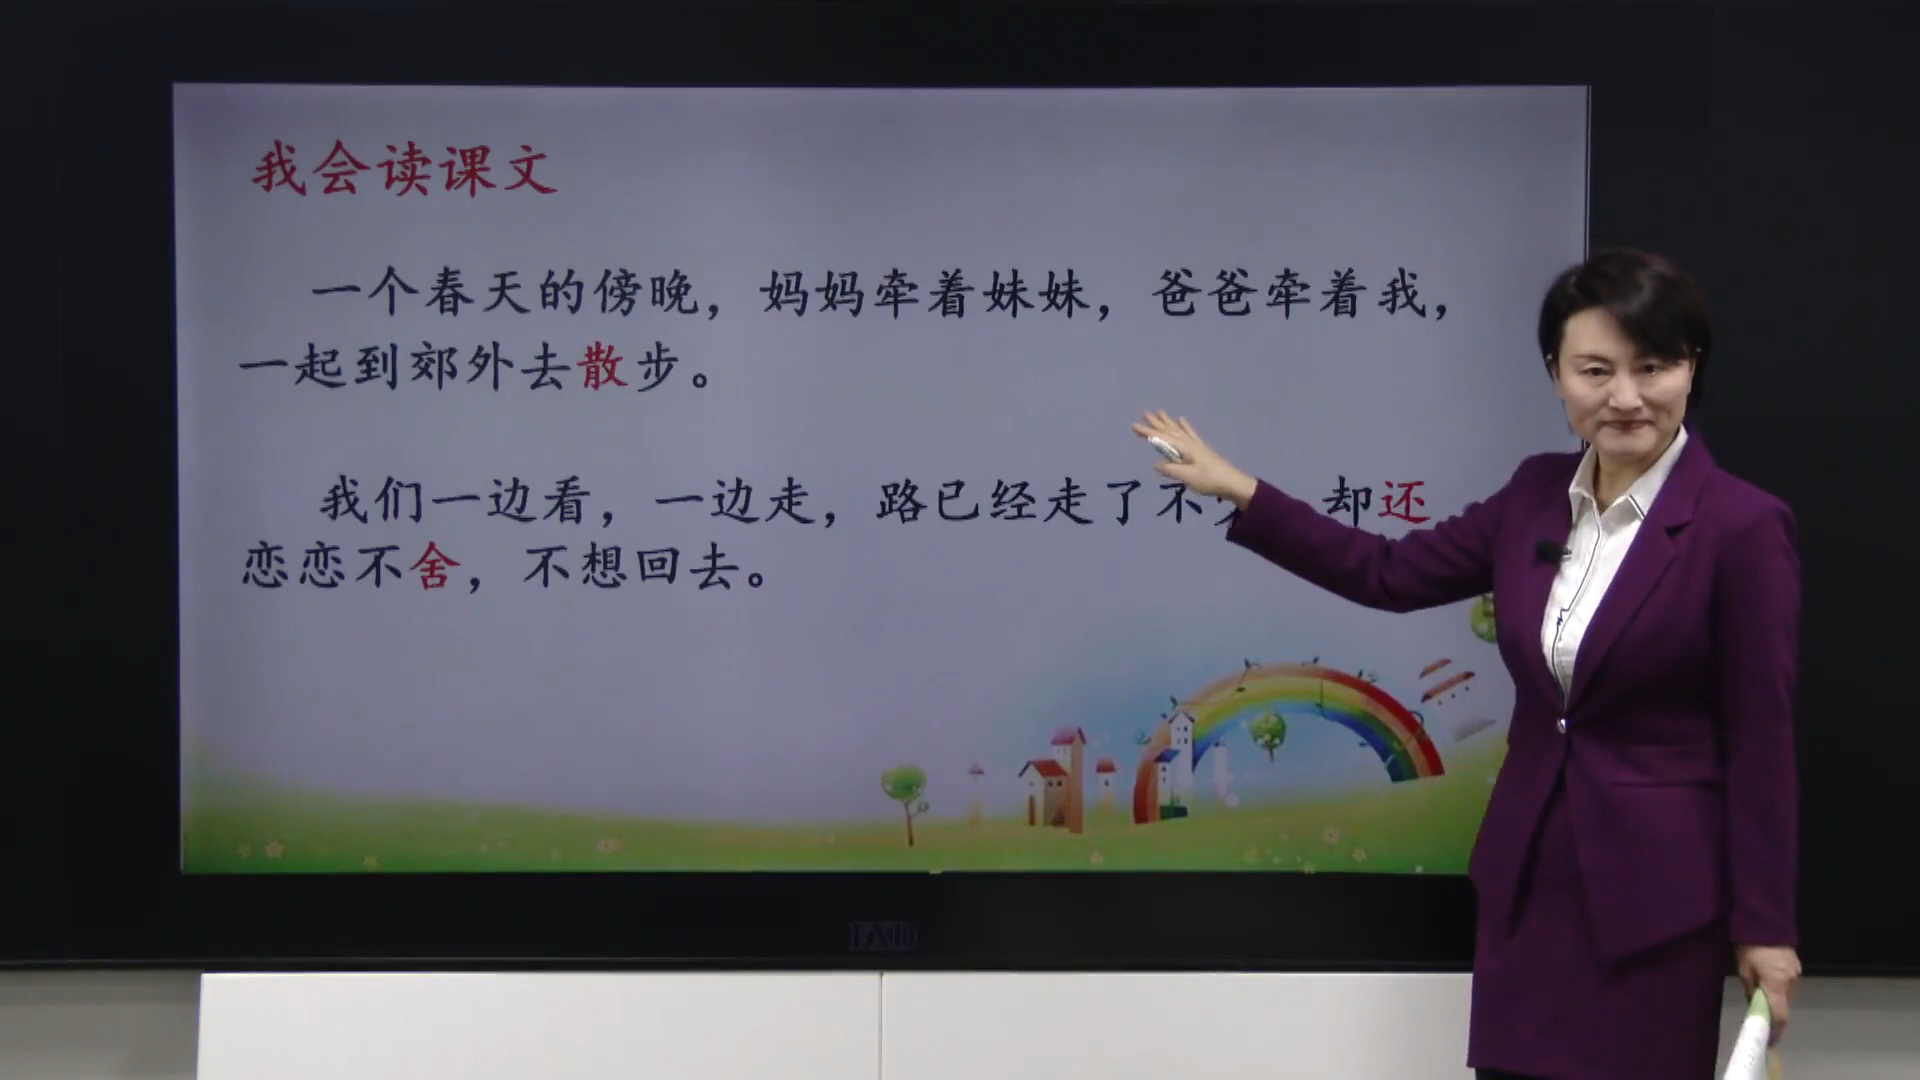 我会读课文
一个春天的傍晚，妈妈牵着妹妹，爸爸牵着我，
一起到郊外去散步。
我们一边看，一边走，路已经走了不 却还
恋恋不舍，不想回去。